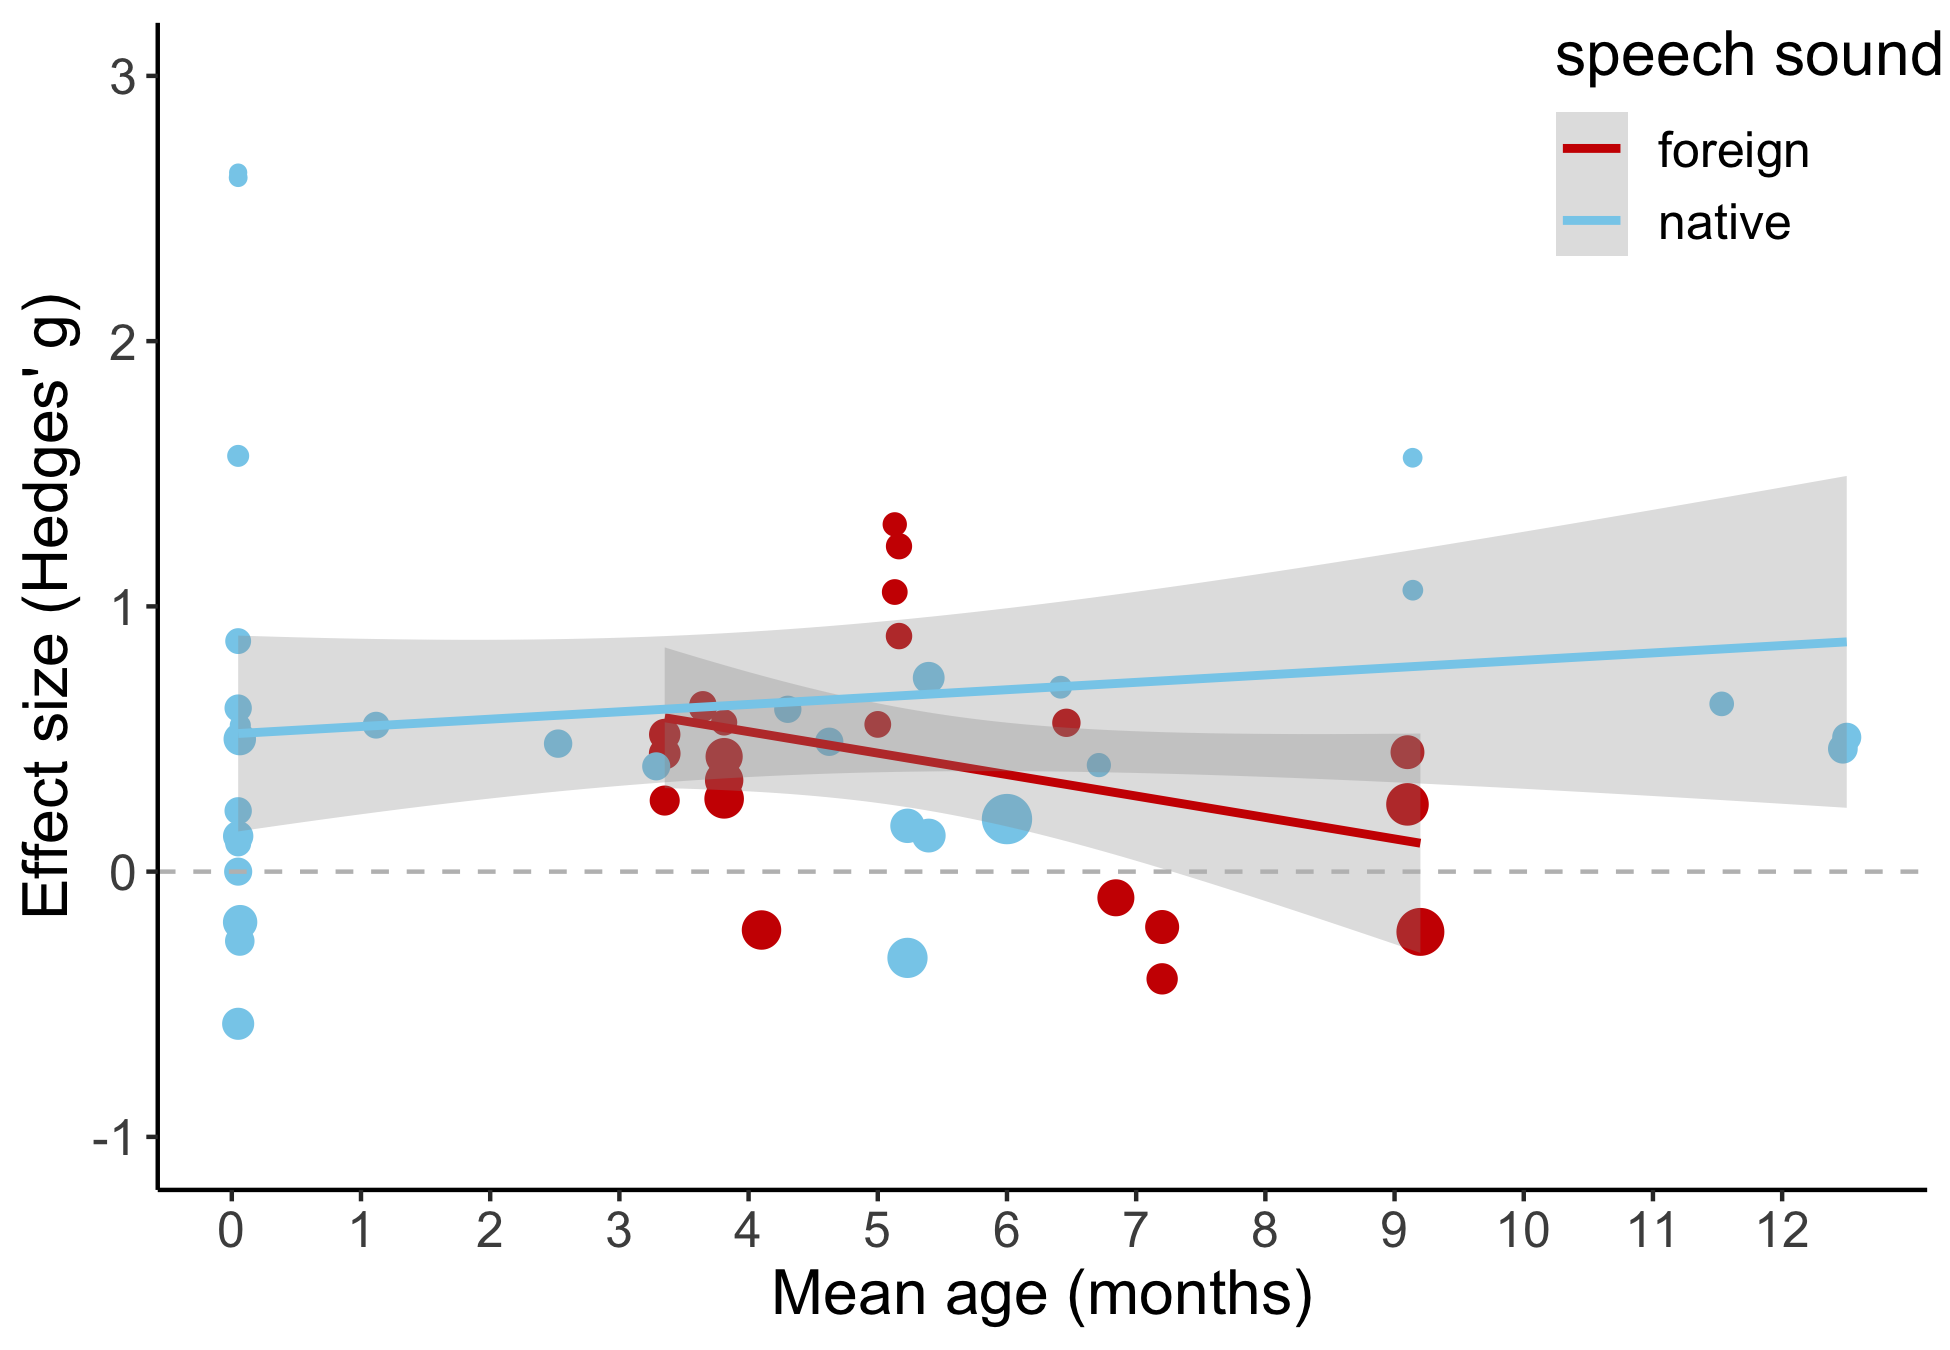 speech sound
foreign
native
Effect size (Hedges' g)
3
2
1
0
-1
0 1 2 3 4 5 6 7 8 9 10 11 12
Mean age (months)